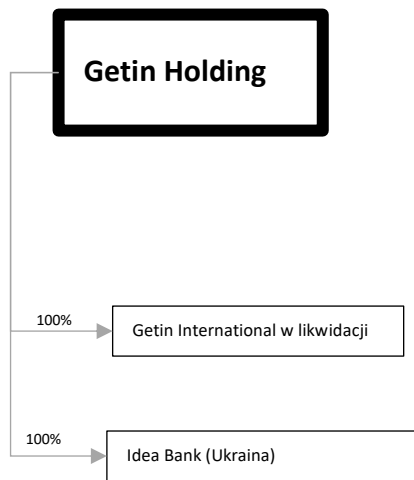 Getin Holding
100%
Getin International w likwidacji
100%
Idea Bank (Ukraina)